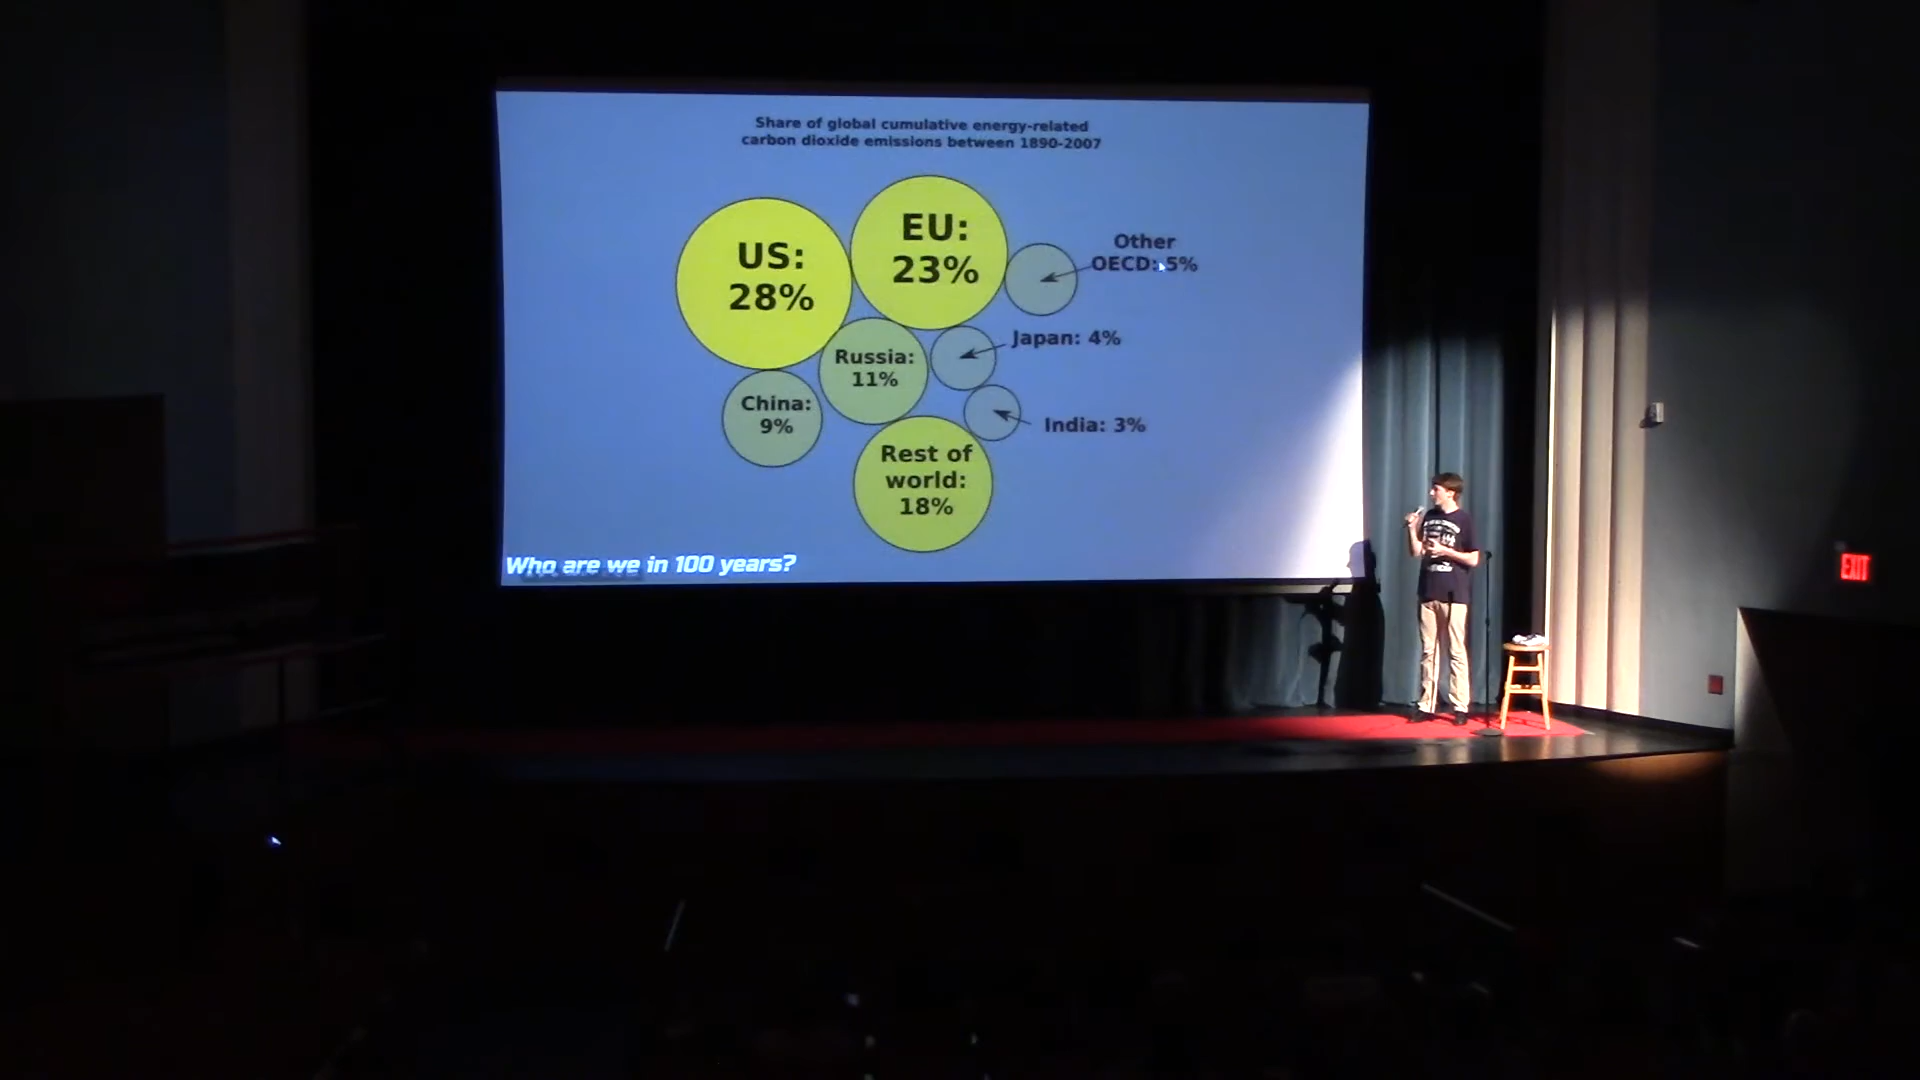 Share of global cumulative energy-related
carbon dioxide emissions between 1890-2007
US:
28%
EU:
23%
Other
OECD: 5%
Japan: 4%
Russia:
11%
China:
9%
India: 3%
Rest of
world:
18%
Who are we in 100 years?
EXIT